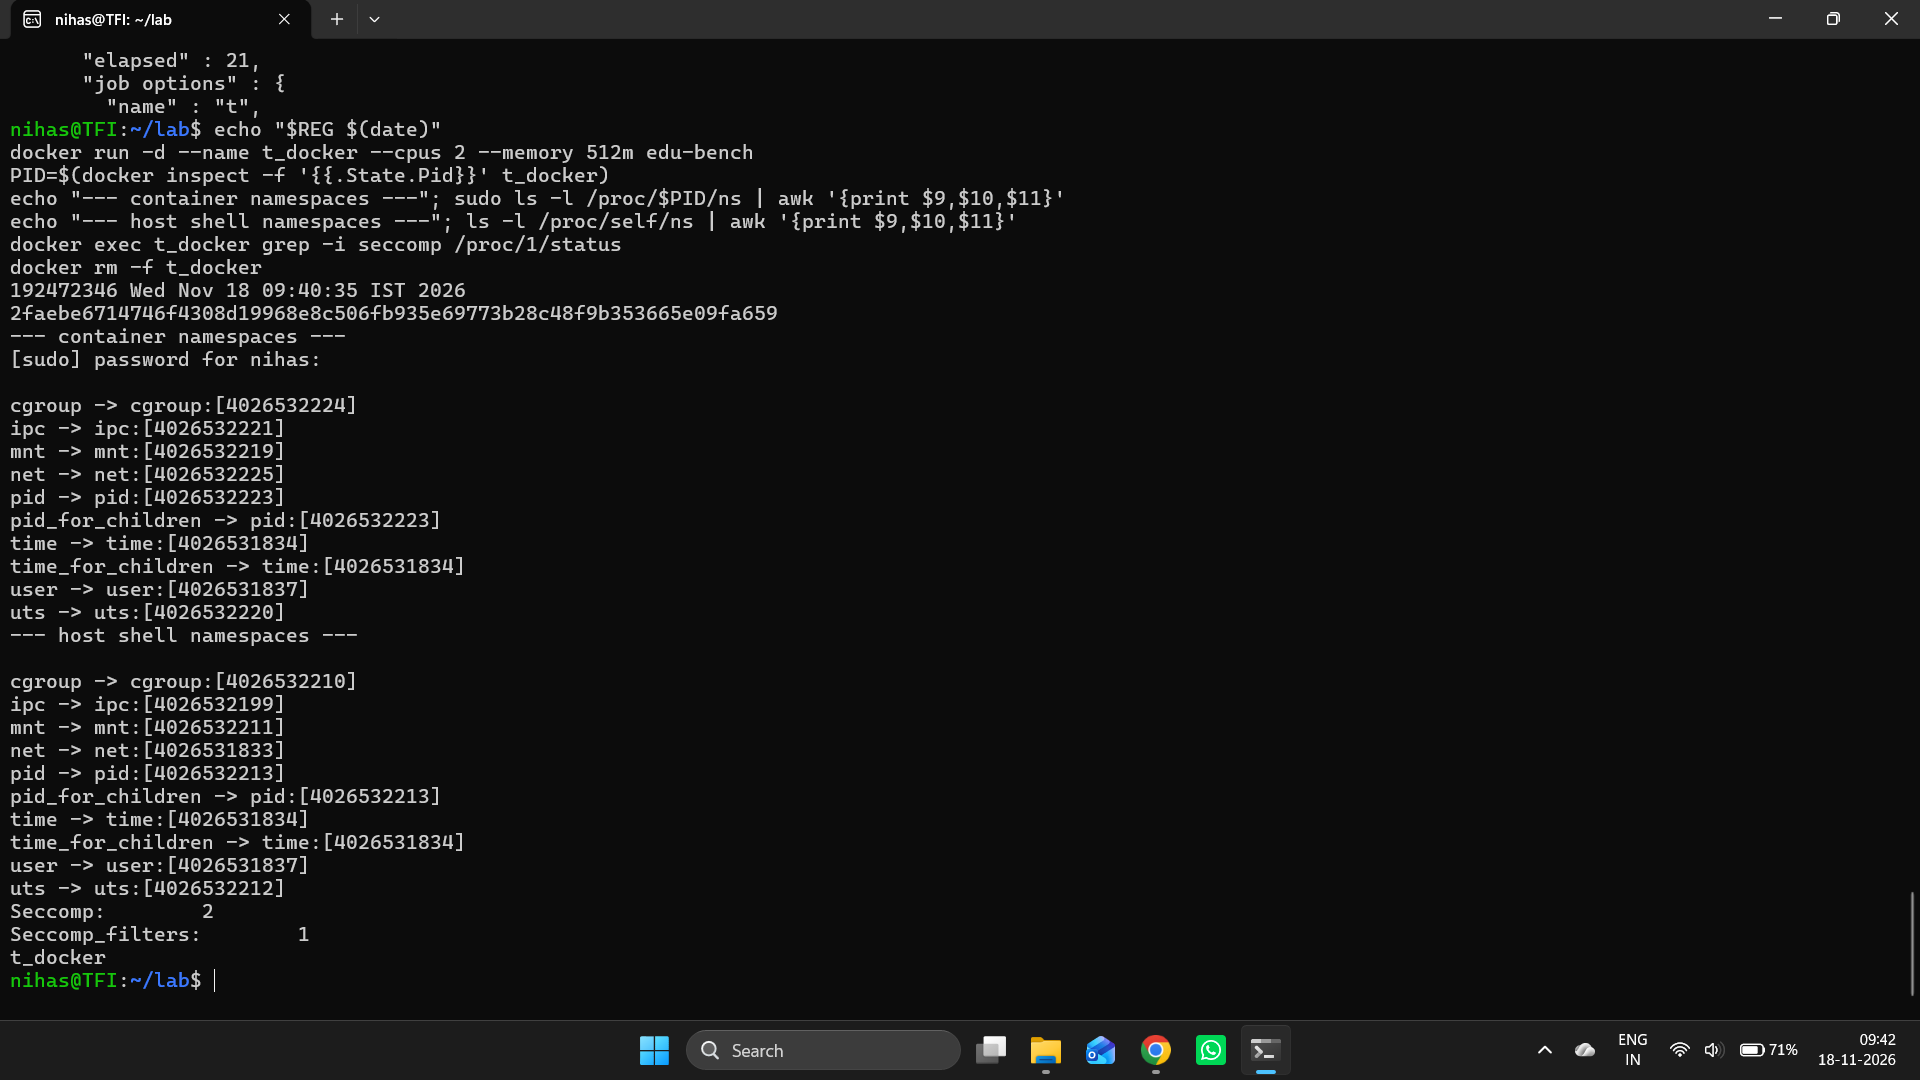 nihas@TFI: ~/lab
"elapsed" : 21,
"job options" : {
"name" : "t",
nihas@TFI:~/lab$ echo "$REG $(date)"
docker run -d --name t_docker --cpus 2 --memory 512m edu-bench
PID=$(docker inspect -f '{{.State.Pid}}' t_docker)
echo "--- container namespaces ---"; sudo ls -l /proc/$PID/ns | awk '{print $9,$10,$11}'
echo "--- host shell namespaces ---"; ls -l /proc/self/ns | awk '{print $9,$10,$11}'
docker exec t_docker grep -i seccomp /proc/1/status
docker rm -f t_docker
192472346 Wed Nov 18 09:40:35 IST 2026
2faebe6714746f4308d19968e8c506fb935e69773b28c48f9b353665e09fa659
--- container namespaces ---
[sudo] password for nihas:
cgroup -> cgroup:[4026532224]
ipc -> ipc:[4026532221]
mnt -> mnt:[4026532219]
net -> net:[4026532225]
pid -> pid:[4026532223]
pid_for_children -> pid:[4026532223]
time -> time:[4026531834]
time_for_children -> time:[4026531834]
user -> user:[4026531837]
uts -> uts:[4026532220]
--- host shell namespaces ---
cgroup -> cgroup:[4026532210]
ipc -> ipc:[4026532199]
mnt -> mnt:[4026532211]
net -> net:[4026531833]
pid -> pid:[4026532213]
pid_for_children -> pid:[4026532213]
time -> time:[4026531834]
time_for_children -> time:[4026531834]
user -> user:[4026531837]
uts -> uts:[4026532212]
Seccomp: 2
Seccomp_filters: 1
t_docker
nihas@TFI:~/lab$
Search
ENG
IN
71%
09:42
18-11-2026